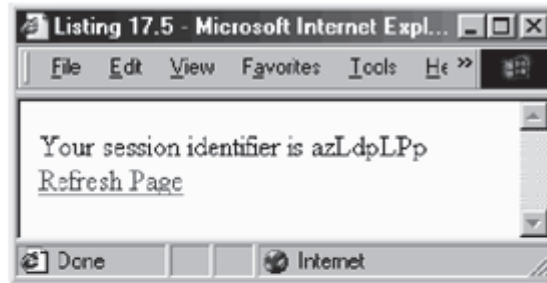 Listing 17.5 - Microsoft Internet Expl...
File Edit View Favorites Tools He »
Your session identifier is azLdpLPp
Refresh Page
Done Internet